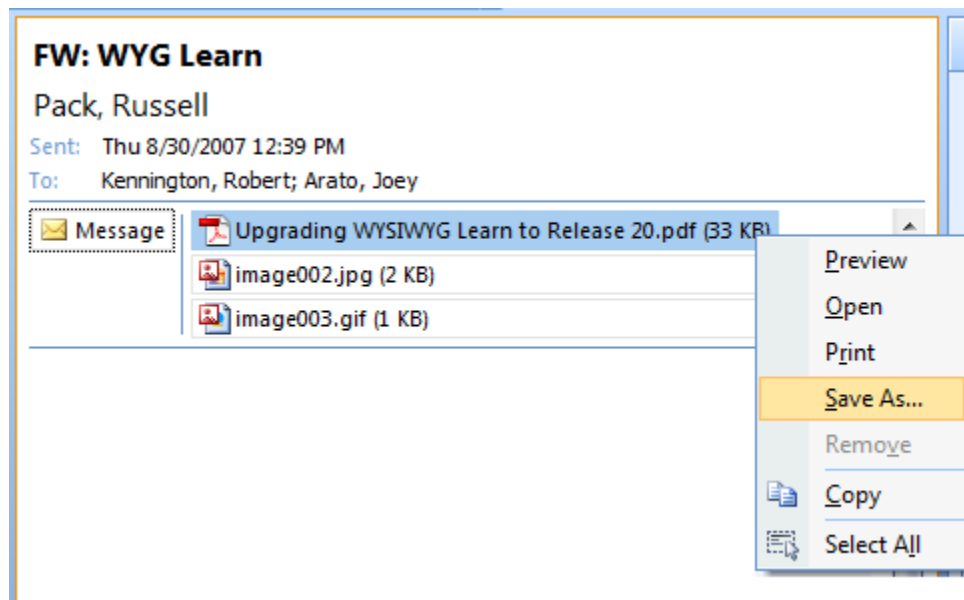 FW: WYG Learn
Pack, Russell
Sent: Thu 8/30/2007 12:39 PM
To: Kennington, Robert; Arato, Joey
Message
Upgrading WYSIWYG Learn to Release 20.pdf (33 KB)
image002.jpg (2 KB)
image003.gif (1 KB)
Preview
Open
Print
Save As...
Remove
Copy
Select All